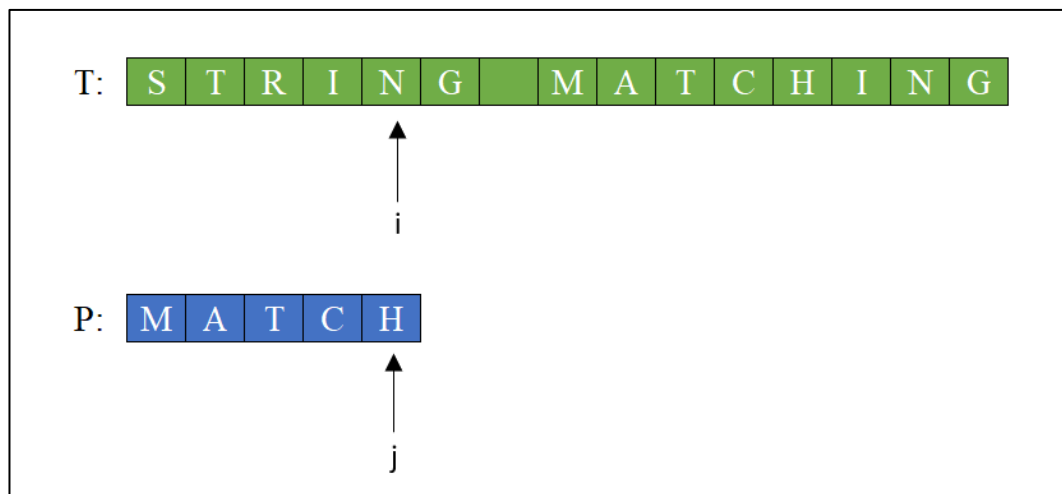 T: S T R I N G M A T C H I N G
i
P: M A T C H
j